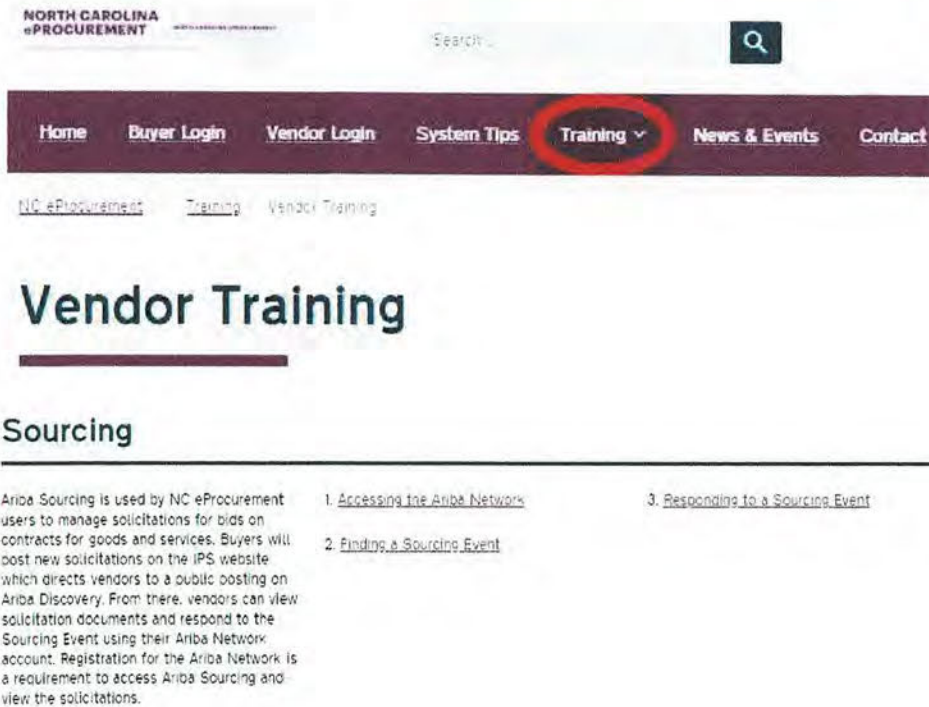 NORTH CAROLINA
ePROCUREMENT
Search...
Home Buyer Login Vendor Login System Tips Training News & Events Contact
NC eProcurement Training Vendor Training
Vendor Training
Sourcing
Ariba Sourcing is used by NC eProcurement
users to manage solicitations for bids on
contracts for goods and services. Buyers will
post new solicitations on the IPS website
which directs vendors to a public posting on
Ariba Discovery. From there, vendors can view
solicitation documents and respond to the
Sourcing Event using their Ariba Network
account. Registration for the Ariba Network is
a requirement to access Ariba Sourcing and
view the solicitations.
1. Accessing the Ariba Network
2. Finding a Sourcing Event
3. Responding to a Sourcing Event